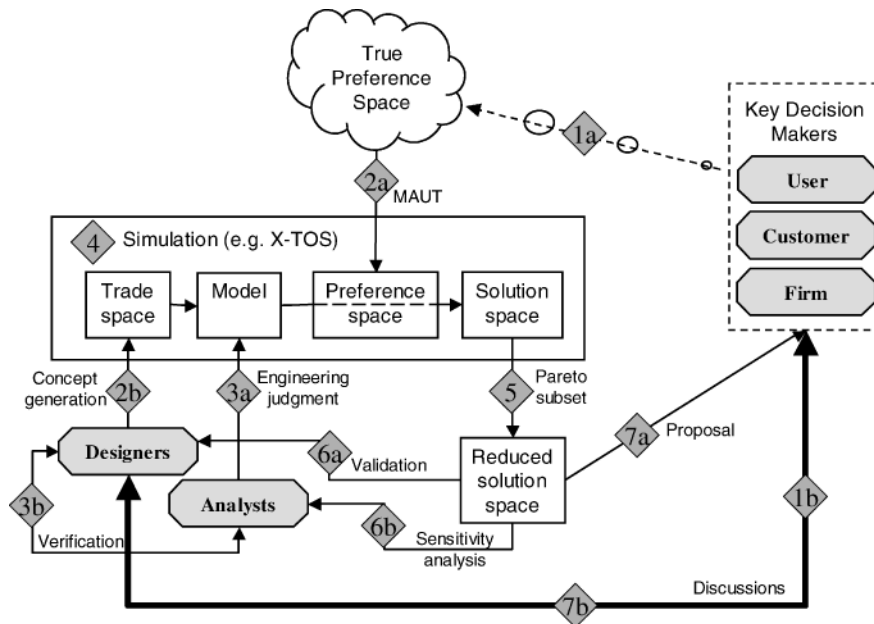 True
Preference
Space
1a
Key Decision
Makers
User
Customer
Firm
2a
MAUT
4
Simulation (e.g. X-TOS)
Trade
space
Model
Preference
space
Solution
space
Concept
generation
2b
3a
Engineering
judgment
5
Pareto
subset
7a
Proposal
Designers
6a
Validation
Reduced
solution
space
3b
Analysts
6b
1b
Verification
Sensitivity
analysis
Discussions
7b